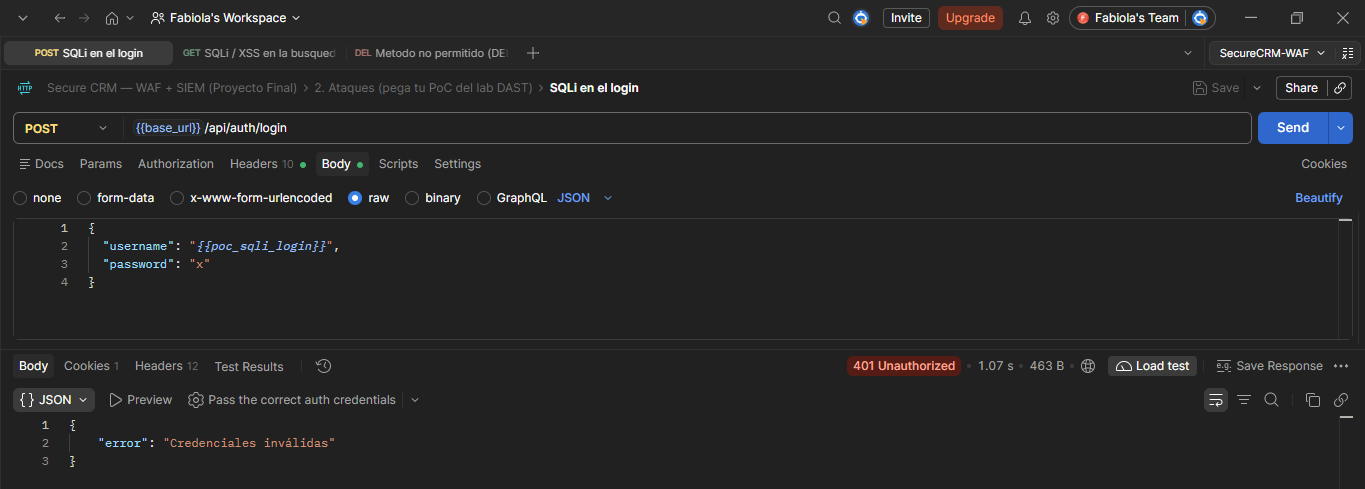 Fabiola's Workspace
Invite
Upgrade
Fabiola's Team
POST SQLi en el login
GET SQLi / XSS en la busqued
DEL Metodo no permitido (DE
SecureCRM-WAF
HTTP Secure CRM — WAF + SIEM (Proyecto Final) > 2. Ataques (pega tu PoC del lab DAST) > SQLi en el login
Save
Share
POST
{{base_url}} /api/auth/login
Send
Docs Params Authorization Headers 10 Body Scripts Settings
Cookies
none form-data x-www-form-urlencoded raw binary GraphQL JSON
Beautify
1 {
2 "username": "{{poc_sqli_login}}",
3 "password": "x"
4 }
Body Cookies 1 Headers 12 Test Results
401 Unauthorized • 1.07 s • 463 B
Load test
e.g. Save Response
{} JSON Preview Pass the correct auth credentials
1 {
2 "error": "Credenciales inválidas"
3 }